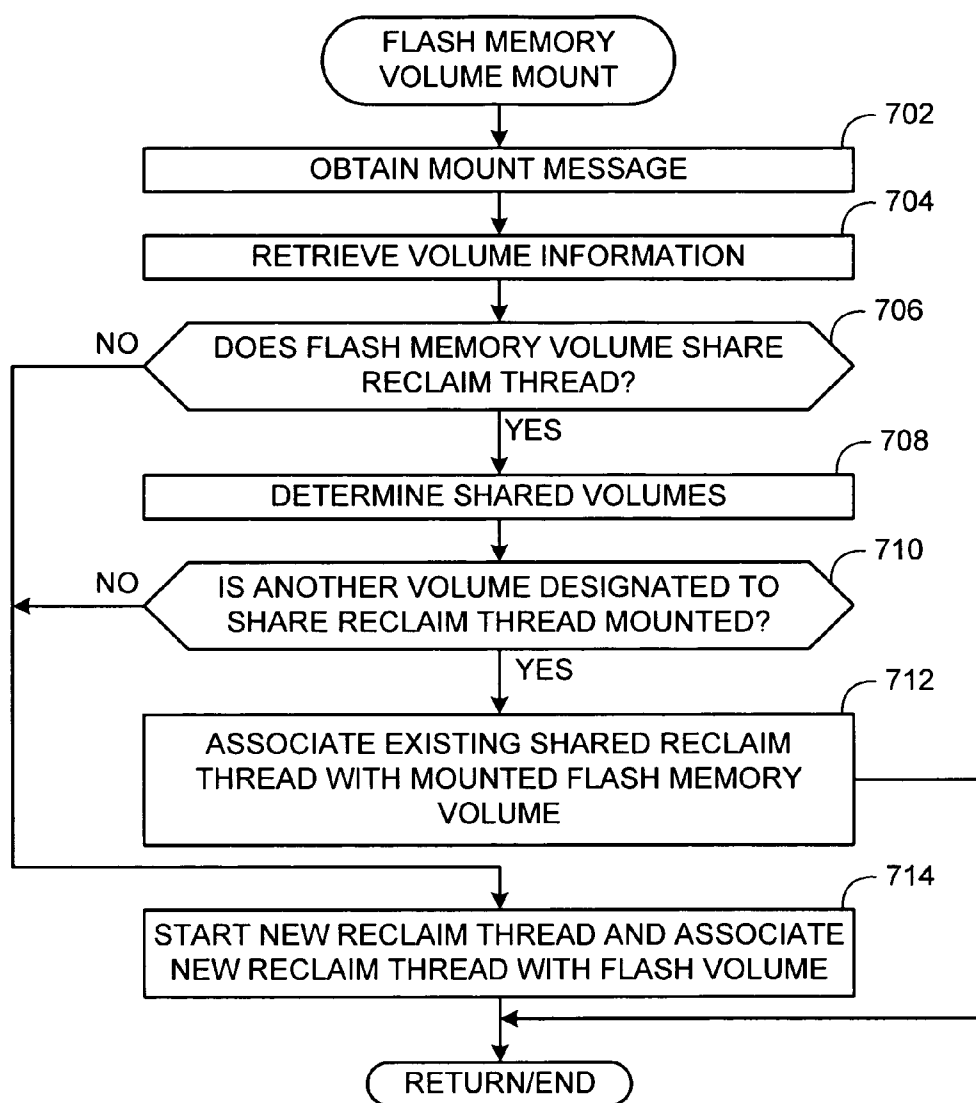 FLASH MEMORY
VOLUME MOUNT
702
OBTAIN MOUNT MESSAGE
704
RETRIEVE VOLUME INFORMATION
706
NO
DOES FLASH MEMORY VOLUME SHARE
RECLAIM THREAD?
YES
708
DETERMINE SHARED VOLUMES
710
NO
IS ANOTHER VOLUME DESIGNATED TO
SHARE RECLAIM THREAD MOUNTED?
YES
712
ASSOCIATE EXISTING SHARED RECLAIM
THREAD WITH MOUNTED FLASH MEMORY
VOLUME
714
START NEW RECLAIM THREAD AND ASSOCIATE
NEW RECLAIM THREAD WITH FLASH VOLUME
RETURN/END